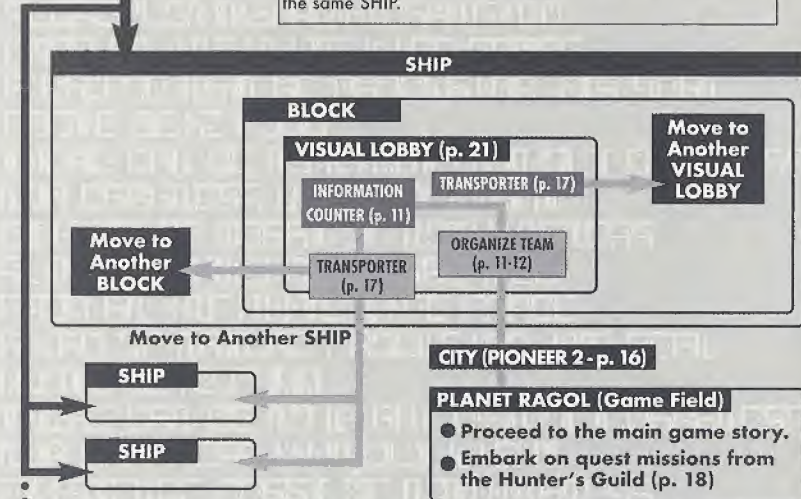 the same SHIP.
SHIP
BLOCK
VISUAL LOBBY (p. 21)
INFORMATION
COUNTER (p. 11)
TRANSPORTER (p. 17)
Move to
Another
VISUAL
LOBBY
Move to
Another
BLOCK
TRANSPORTER
(p. 17)
ORGANIZE TEAM
(p. 11-12)
Move to Another SHIP
SHIP
SHIP
CITY (PIONEER 2 - p. 16)
PLANET RAGOL (Game Field)
● Proceed to the main game story.
● Embark on quest missions from
the Hunter's Guild (p. 18)